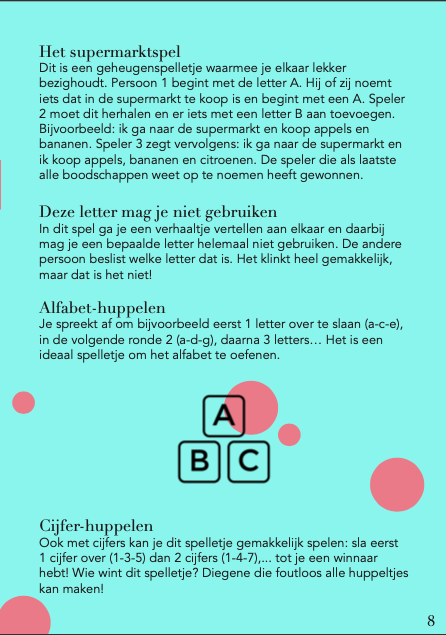 Het supermarktspel
Dit is een geheugenspelletje waarmee je elkaar lekker
bezighoudt. Persoon 1 begint met de letter A. Hij of zij noemt
iets dat in de supermarkt te koop is en begint met een A. Speler
2 moet dit herhalen en er iets met een letter B aan toevoegen.
Bijvoorbeeld: ik ga naar de supermarkt en koop appels en
bananen. Speler 3 zegt vervolgens: ik ga naar de supermarkt en
ik koop appels, bananen en citroenen. De speler die als laatste
alle boodschappen weet op te noemen heeft gewonnen.
Deze letter mag je niet gebruiken
In dit spel ga je een verhaaltje vertellen aan elkaar en daarbij
mag je een bepaalde letter helemaal niet gebruiken. De andere
persoon beslist welke letter dat is. Het klinkt heel gemakkelijk,
maar dat is het niet!
Alfabet-huppelen
Je spreekt af om bijvoorbeeld eerst 1 letter over te slaan (a-c-e),
in de volgende ronde 2 (a-d-g), daarna 3 letters… Het is een
ideaal spelletje om het alfabet te oefenen.
A
B C
Cijfer-huppelen
Ook met cijfers kan je dit spelletje gemakkelijk spelen: sla eerst
1 cijfer over (1-3-5) dan 2 cijfers (1-4-7),... tot je een winnaar
hebt! Wie wint dit spelletje? Diegene die foutloos alle huppeltjes
kan maken!
8